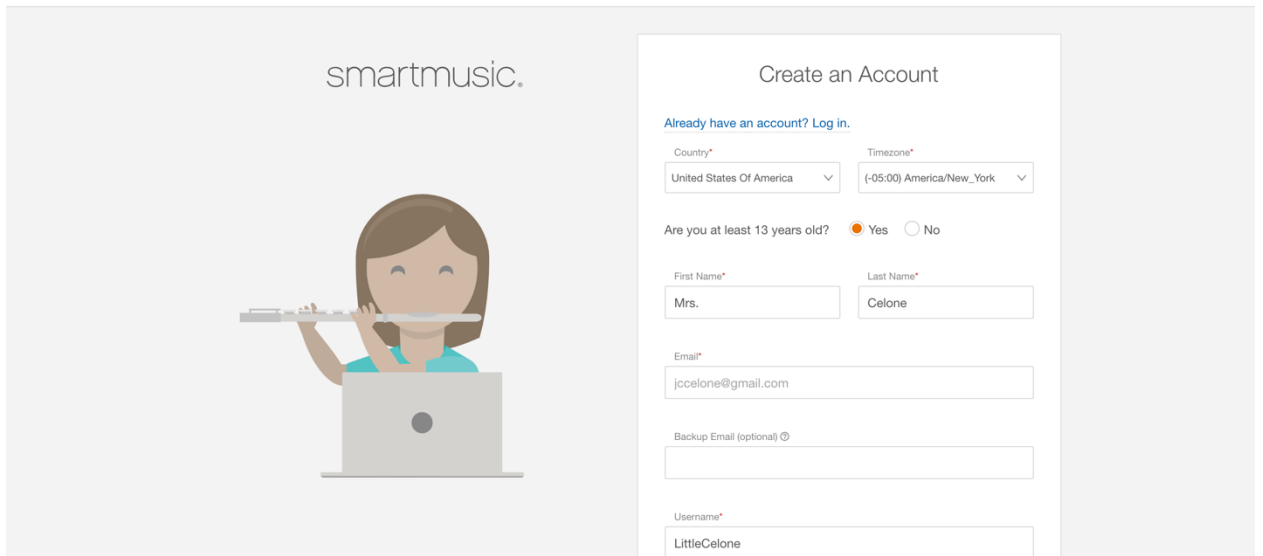 smartmusic.
Create an Account
Already have an account? Log in.
Country* Timezone*
United States Of America (-05:00) America/New_York
Are you at least 13 years old? Yes No
First Name* Last Name*
Mrs. Celone
Email*
jccelone@gmail.com
Backup Email (optional)
Username*
LittleCelone